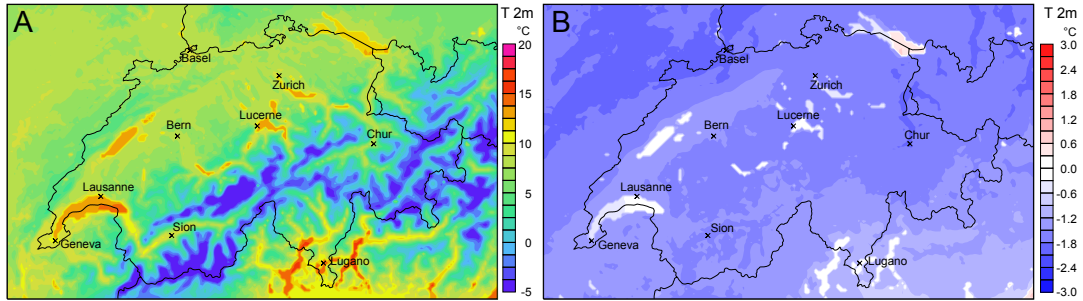 A
T 2m
°C
20
15
10
5
0
-5
Basel
Zurich
Lucerne
Bern
Chur
Lausanne
Sion
Geneva
Lugano
B
T 2m
°C
3.0
2.4
1.8
1.2
0.6
0.0
-0.6
-1.2
-1.8
-2.4
-3.0
Basel
Zurich
Lucerne
Bern
Chur
Lausanne
Sion
Geneva
Lugano